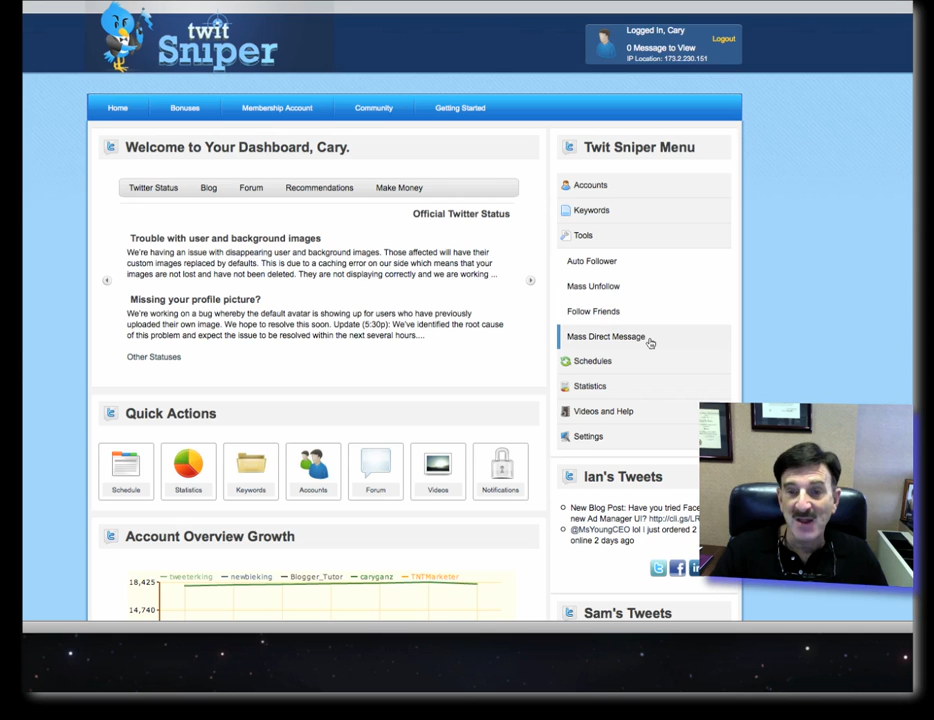 twit
Sniper
Logged In, Cary
Logout
0 Message to View
IP Location: 173.2.230.151
Home
Bonuses
Membership Account
Community
Getting Started
Welcome to Your Dashboard, Cary.
Twitter Status
Blog
Forum
Recommendations
Make Money
Official Twitter Status
Trouble with user and background images
We're having an issue with disappearing user and background images. Those affected will have their
custom images replaced by defaults. This is due to a caching error on our side which means that your
images are not lost and have not been deleted. They are not displaying correctly and we are working ...
Missing your profile picture?
We're working on a bug whereby the default avatar is showing up for users who have previously
uploaded their own image. We hope to resolve this soon. Update (5:30p): We've identified the root cause
of this problem and expect the issue to be resolved within the next several hours....
Other Statuses
Quick Actions
Schedule
Statistics
Keywords
Accounts
Forum
Videos
Notifications
Account Overview Growth
tweeterking
newbieking
Blogger_Tutor
caryganz
TNTMarketer
18,425
14,740
Twit Sniper Menu
Accounts
Keywords
Tools
Auto Follower
Mass Unfollow
Follow Friends
Mass Direct Message
Schedules
Statistics
Videos and Help
Settings
Ian's Tweets
New Blog Post: Have you tried Face
new Ad Manager UI? http://cli.gs/LR
@MsYoungCEO lol I just ordered 2
online 2 days ago
Sam's Tweets